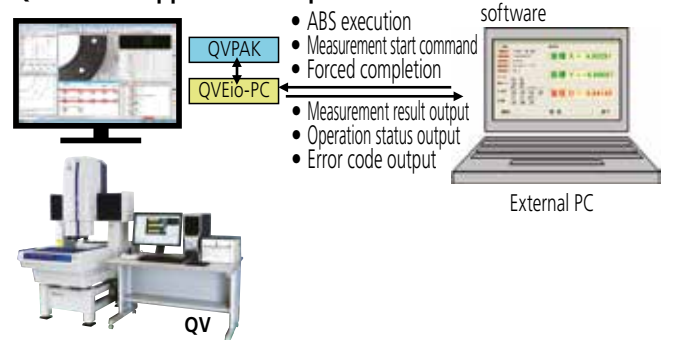 software
• ABS execution
• Measurement start command
• Forced completion
QVPAK
QVEio-PC
• Measurement result output
• Operation status output
• Error code output
External PC
QV